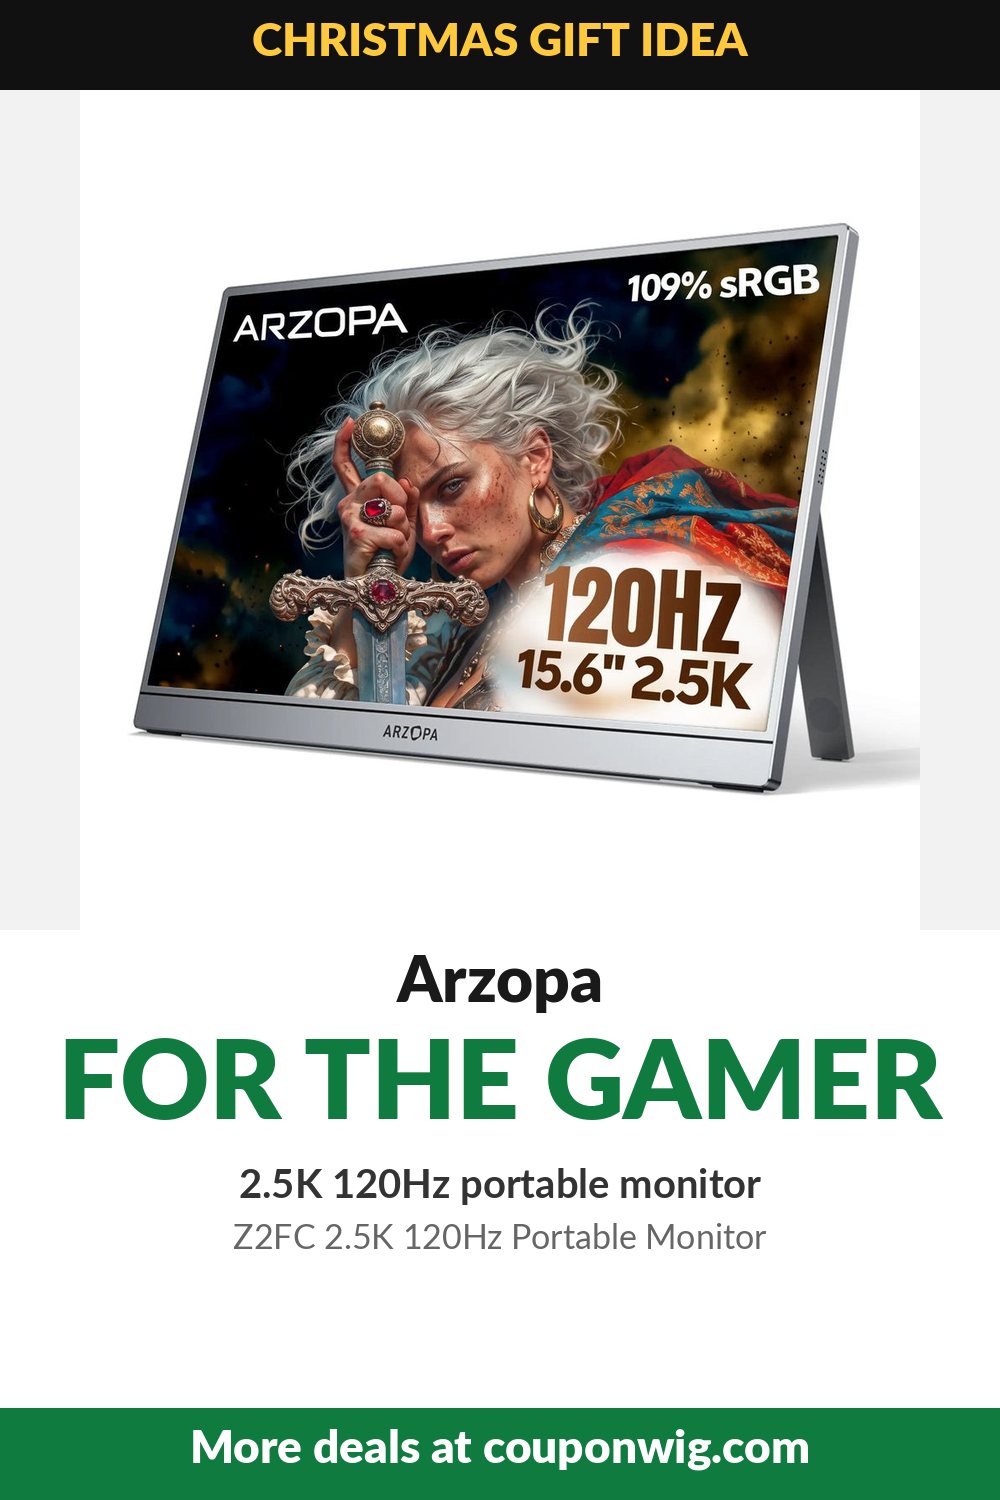 CHRISTMAS GIFT IDEA
109% sRGB
ARZOPA
120Hz
15.6" 2.5K
ARZOPA
Arzopa
FOR THE GAMER
2.5K 120Hz portable monitor
Z2FC 2.5K 120Hz Portable Monitor
More deals at couponwig.com